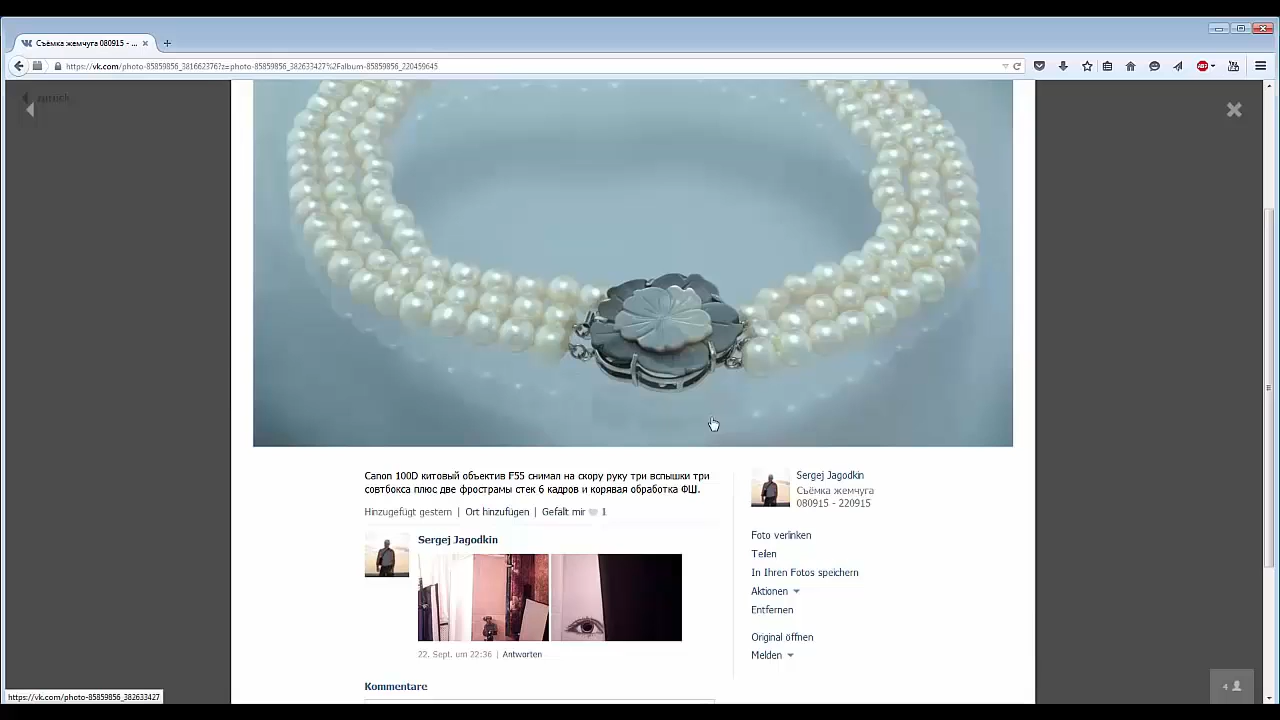 Съёмка жемчуга 080915 - ...
https://vk.com/photo-85859856_381662376?z=photo-85859856_382633427%2Falbum-85859856_220459645
zurück
Canon 100D китовый объектив F55 снимал на скору руку три вспышки три
совтбокса плюс две фрострамы стек 6 кадров и корявая обработка ФШ.
Hinzugefügt gestern | Ort hinzufügen | Gefällt mir 1
Sergej Jagodkin
22. Sept. um 22:36 | Antworten
Kommentare
Sergej Jagodkin
Съёмка жемчуга
080915 - 220915
Foto verlinken
Teilen
In Ihren Fotos speichern
Aktionen
Entfernen
Original öffnen
Melden
4
https://vk.com/photo-85859856_382633427